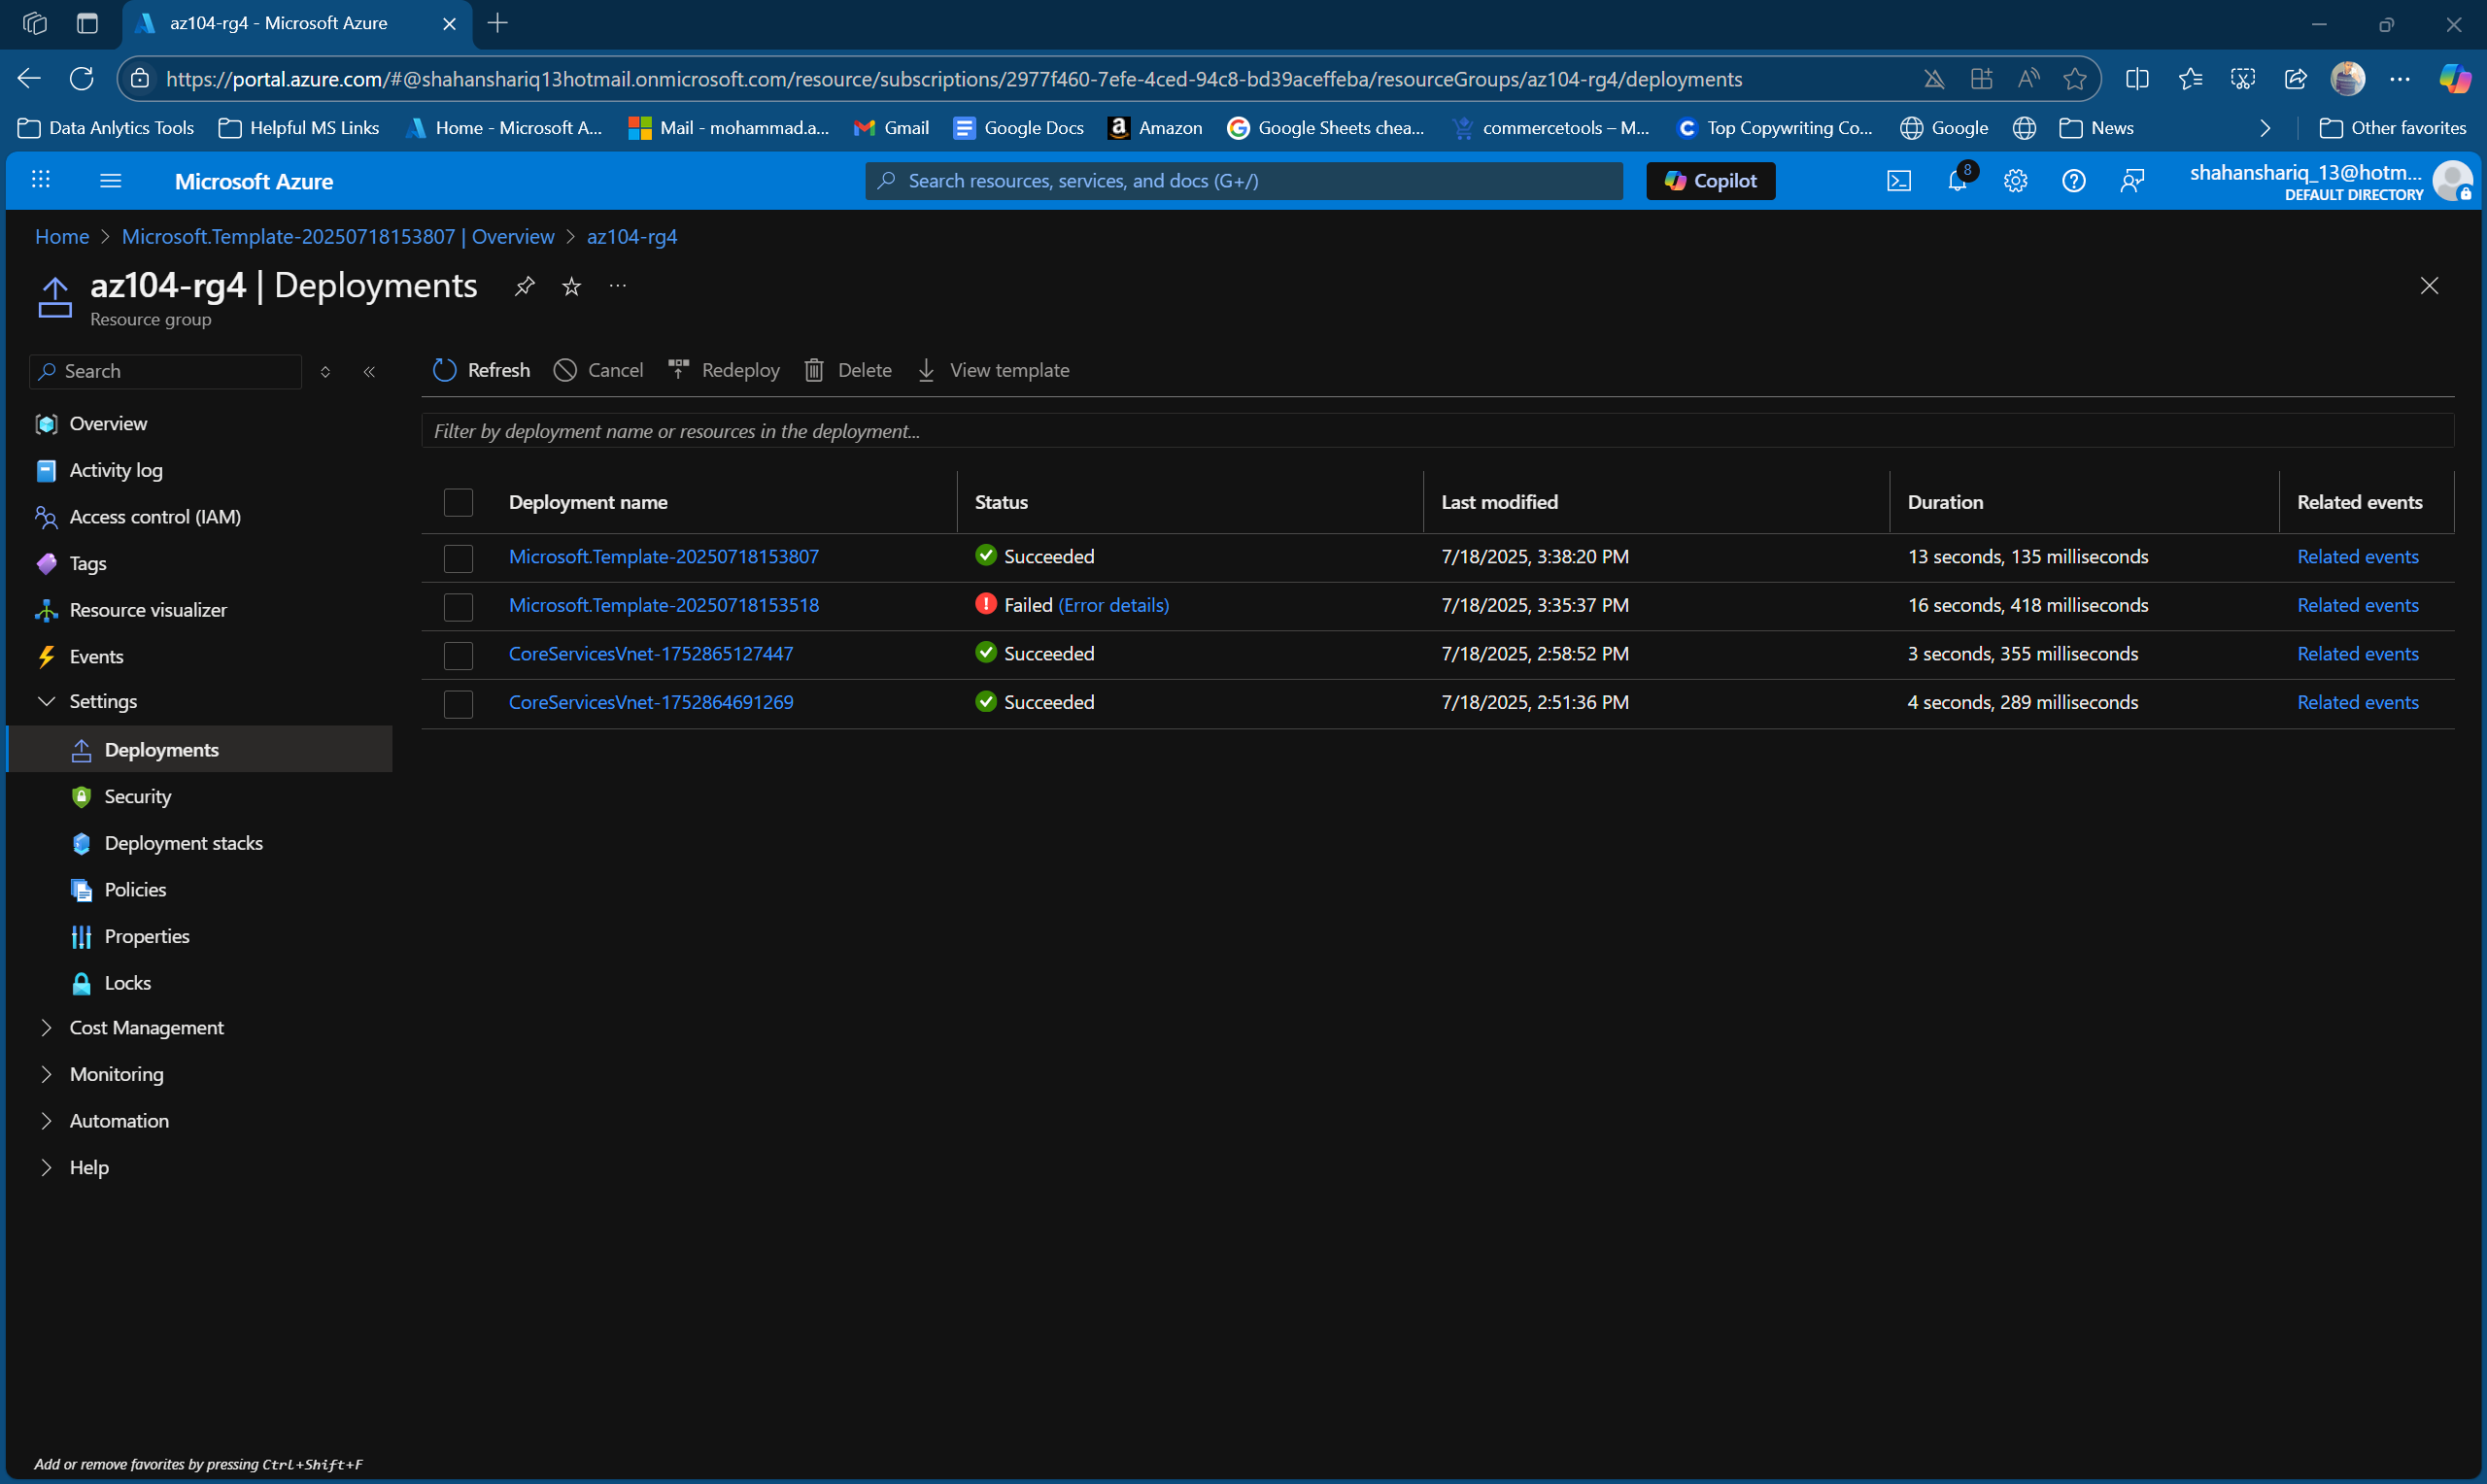 az104-rg4 - Microsoft Azure
https://portal.azure.com/#@shahanshariq13hotmail.onmicrosoft.com/resource/subscriptions/2977f460-7efe-4ced-94c8-bd39aceffeba/resourceGroups/az104-rg4/deployments
Data Anlytics Tools Helpful MS Links Home - Microsoft A... Mail - mohammad.a... Gmail Google Docs Amazon Google Sheets chea... commercetools – M... Top Copywriting Co... Google News Other favorites
Microsoft Azure Search resources, services, and docs (G+/) Copilot 8 shahanshariq_13@hotm...
DEFAULT DIRECTORY
Home > Microsoft.Template-20250718153807 | Overview > az104-rg4
az104-rg4 | Deployments
Resource group
Search Refresh Cancel Redeploy Delete View template
Filter by deployment name or resources in the deployment...
Deployment name Status Last modified Duration Related events
Microsoft.Template-20250718153807 Succeeded 7/18/2025, 3:38:20 PM 13 seconds, 135 milliseconds Related events
Microsoft.Template-20250718153518 Failed (Error details) 7/18/2025, 3:35:37 PM 16 seconds, 418 milliseconds Related events
CoreServicesVnet-1752865127447 Succeeded 7/18/2025, 2:58:52 PM 3 seconds, 355 milliseconds Related events
CoreServicesVnet-1752864691269 Succeeded 7/18/2025, 2:51:36 PM 4 seconds, 289 milliseconds Related events
Overview
Activity log
Access control (IAM)
Tags
Resource visualizer
Events
Settings
Deployments
Security
Deployment stacks
Policies
Properties
Locks
Cost Management
Monitoring
Automation
Help
Add or remove favorites by pressing Ctrl+Shift+F